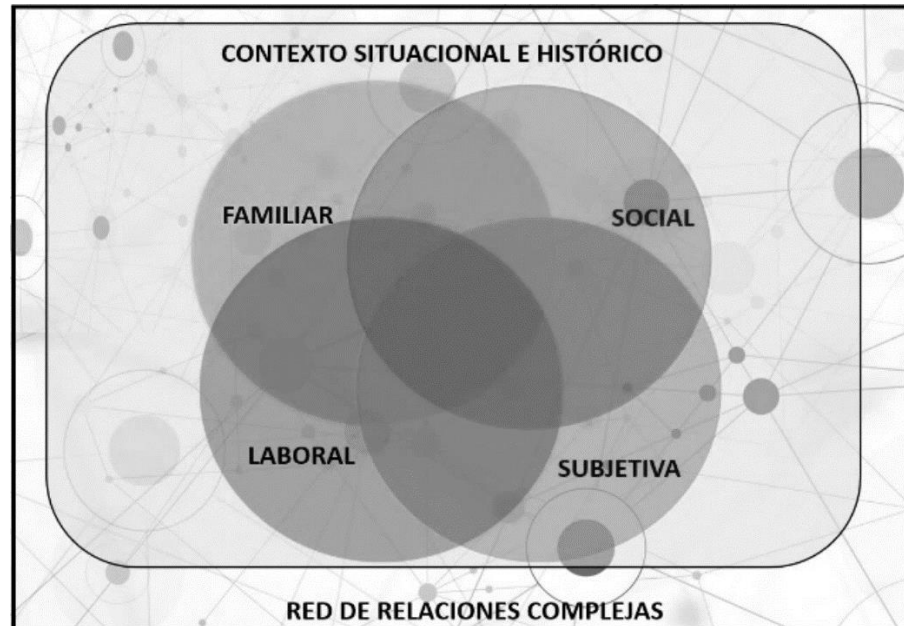 CONTEXTO SITUACIONAL E HISTÓRICO
FAMILIAR
SOCIAL
LABORAL
SUBJETIVA
RED DE RELACIONES COMPLEJAS